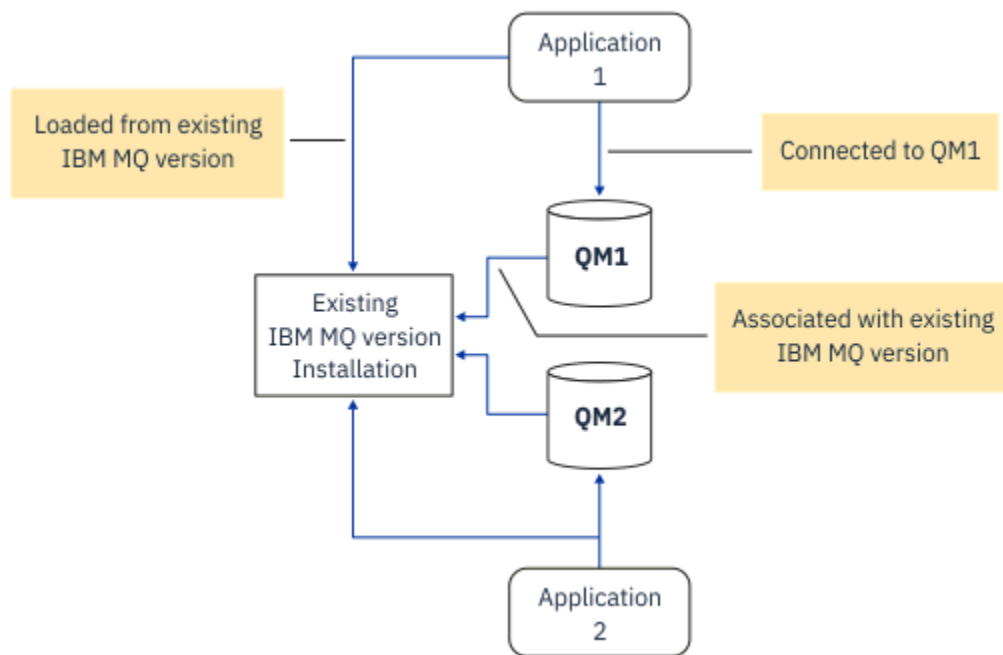 Application
1
Loaded from existing
IBM MQ version
Connected to QM1
QM1
Existing
IBM MQ version
Installation
Associated with existing
IBM MQ version
QM2
Application
2